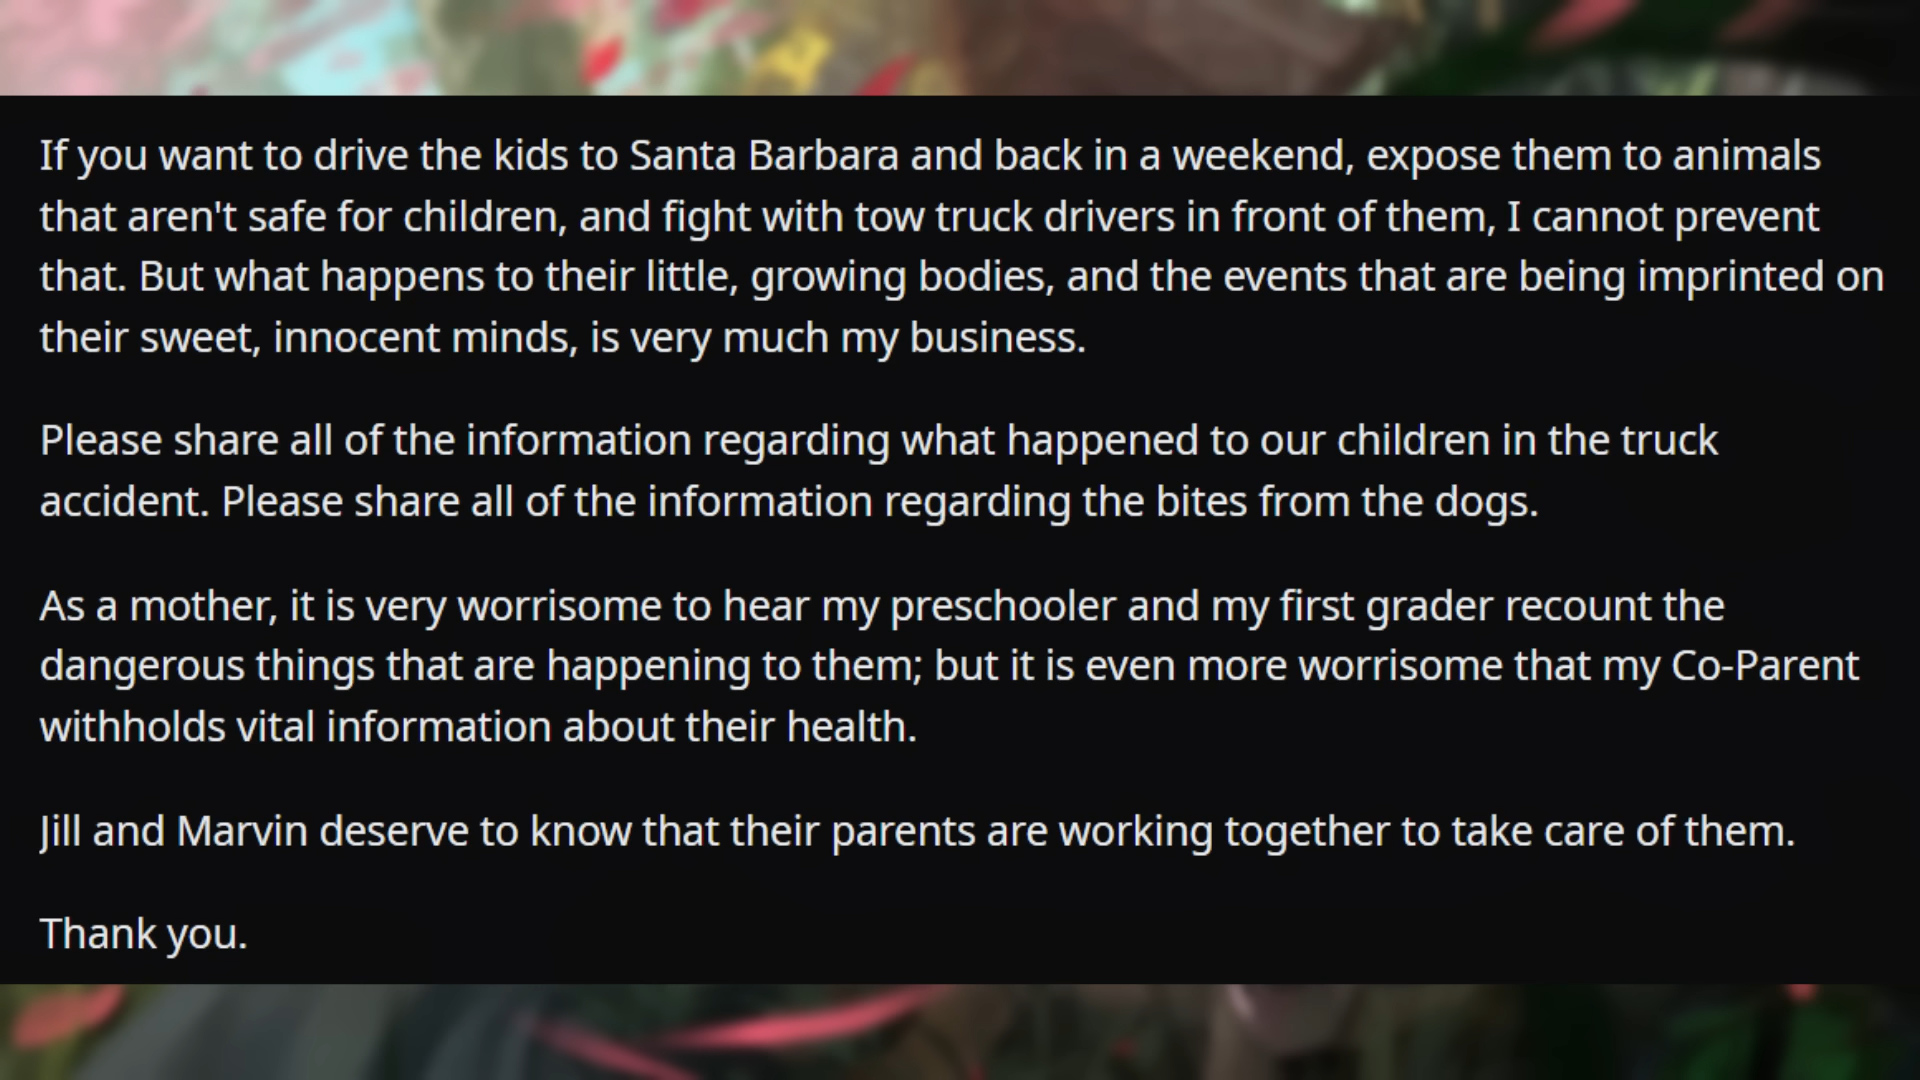 If you want to drive the kids to Santa Barbara and back in a weekend, expose them to animals
that aren't safe for children, and fight with tow truck drivers in front of them, I cannot prevent
that. But what happens to their little, growing bodies, and the events that are being imprinted on
their sweet, innocent minds, is very much my business.
Please share all of the information regarding what happened to our children in the truck
accident. Please share all of the information regarding the bites from the dogs.
As a mother, it is very worrisome to hear my preschooler and my first grader recount the
dangerous things that are happening to them; but it is even more worrisome that my Co-Parent
withholds vital information about their health.
Jill and Marvin deserve to know that their parents are working together to take care of them.
Thank you.